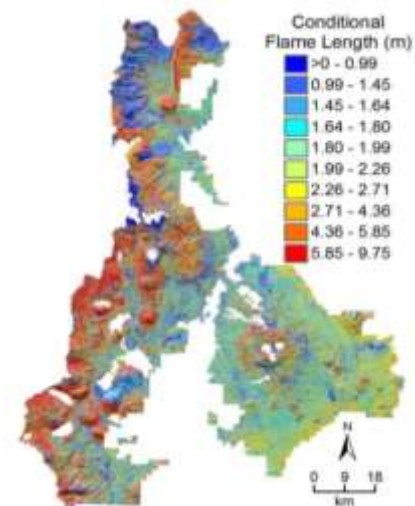 Conditional
Flame Length (m)
>0 - 0.99
0.99 - 1.45
1.45 - 1.64
1.64 - 1.80
1.80 - 1.99
1.99 - 2.26
2.26 - 2.71
2.71 - 4.36
4.36 - 5.85
5.85 - 9.75
N
0 9 18
km